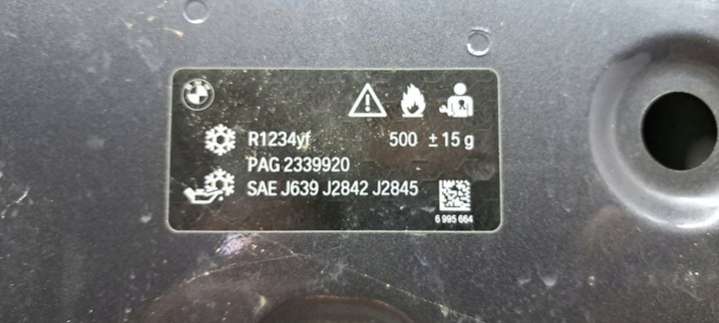 R1234yf 500 ± 15 g
PAG 2339920
SAE J639 J2842 J2845
6 995 664